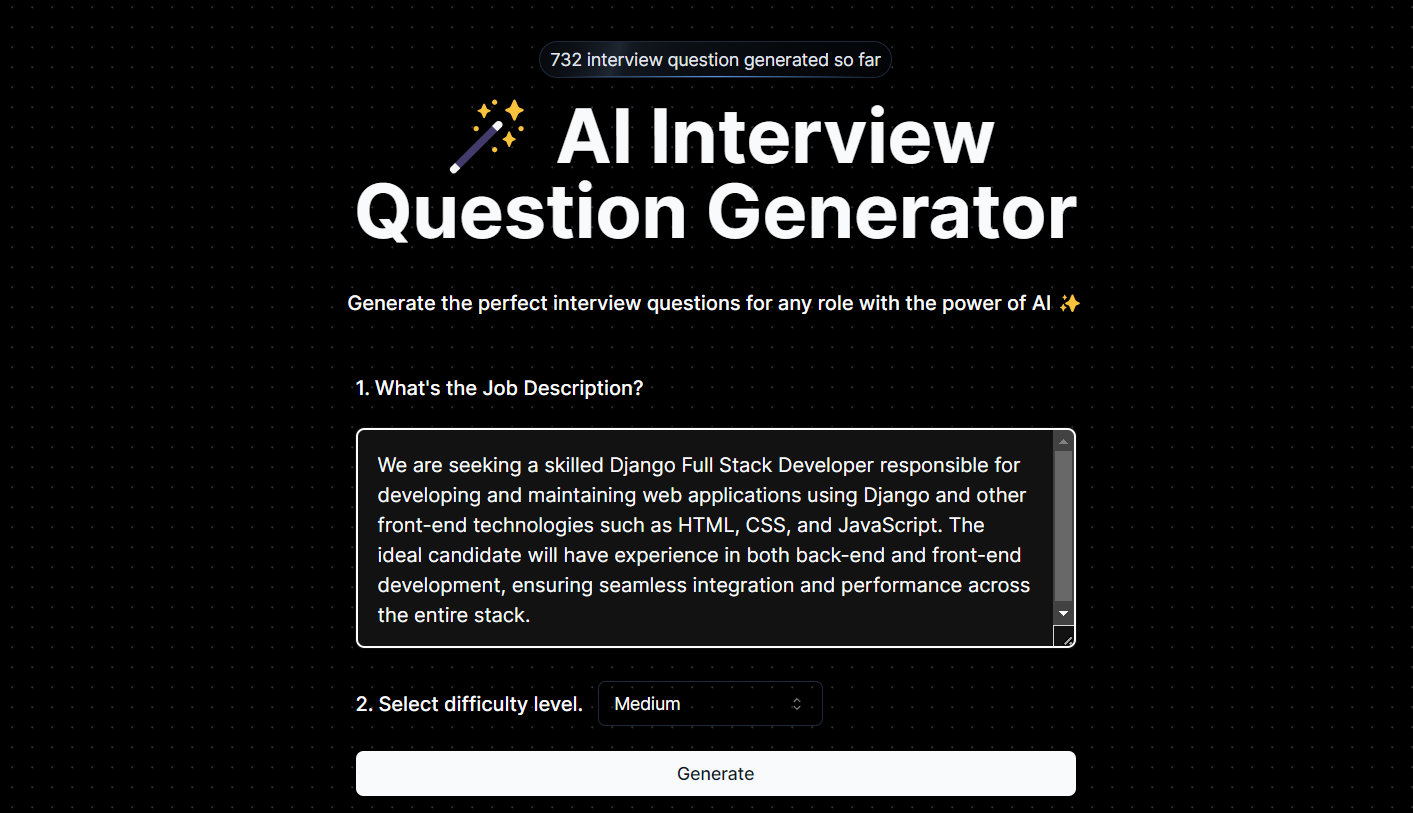 732 interview question generated so far
🪄 AI Interview
Question Generator
Generate the perfect interview questions for any role with the power of AI ✨
1. What's the Job Description?
We are seeking a skilled Django Full Stack Developer responsible for
developing and maintaining web applications using Django and other
front-end technologies such as HTML, CSS, and JavaScript. The
ideal candidate will have experience in both back-end and front-end
development, ensuring seamless integration and performance across
the entire stack.
2. Select difficulty level. Medium
Generate